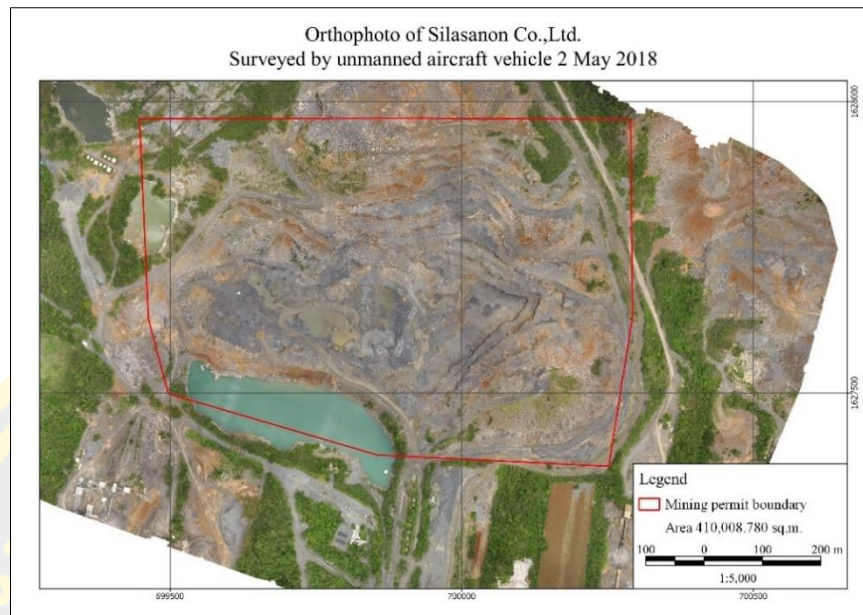 Orthophoto of Silasanon Co.,Ltd.
Surveyed by unmanned aircraft vehicle 2 May 2018
1628000
1627500
Legend
Mining permit boundary
Area 410,008.780 sq.m.
100 0 100 200 m
1:5,000
699500 700000 700500